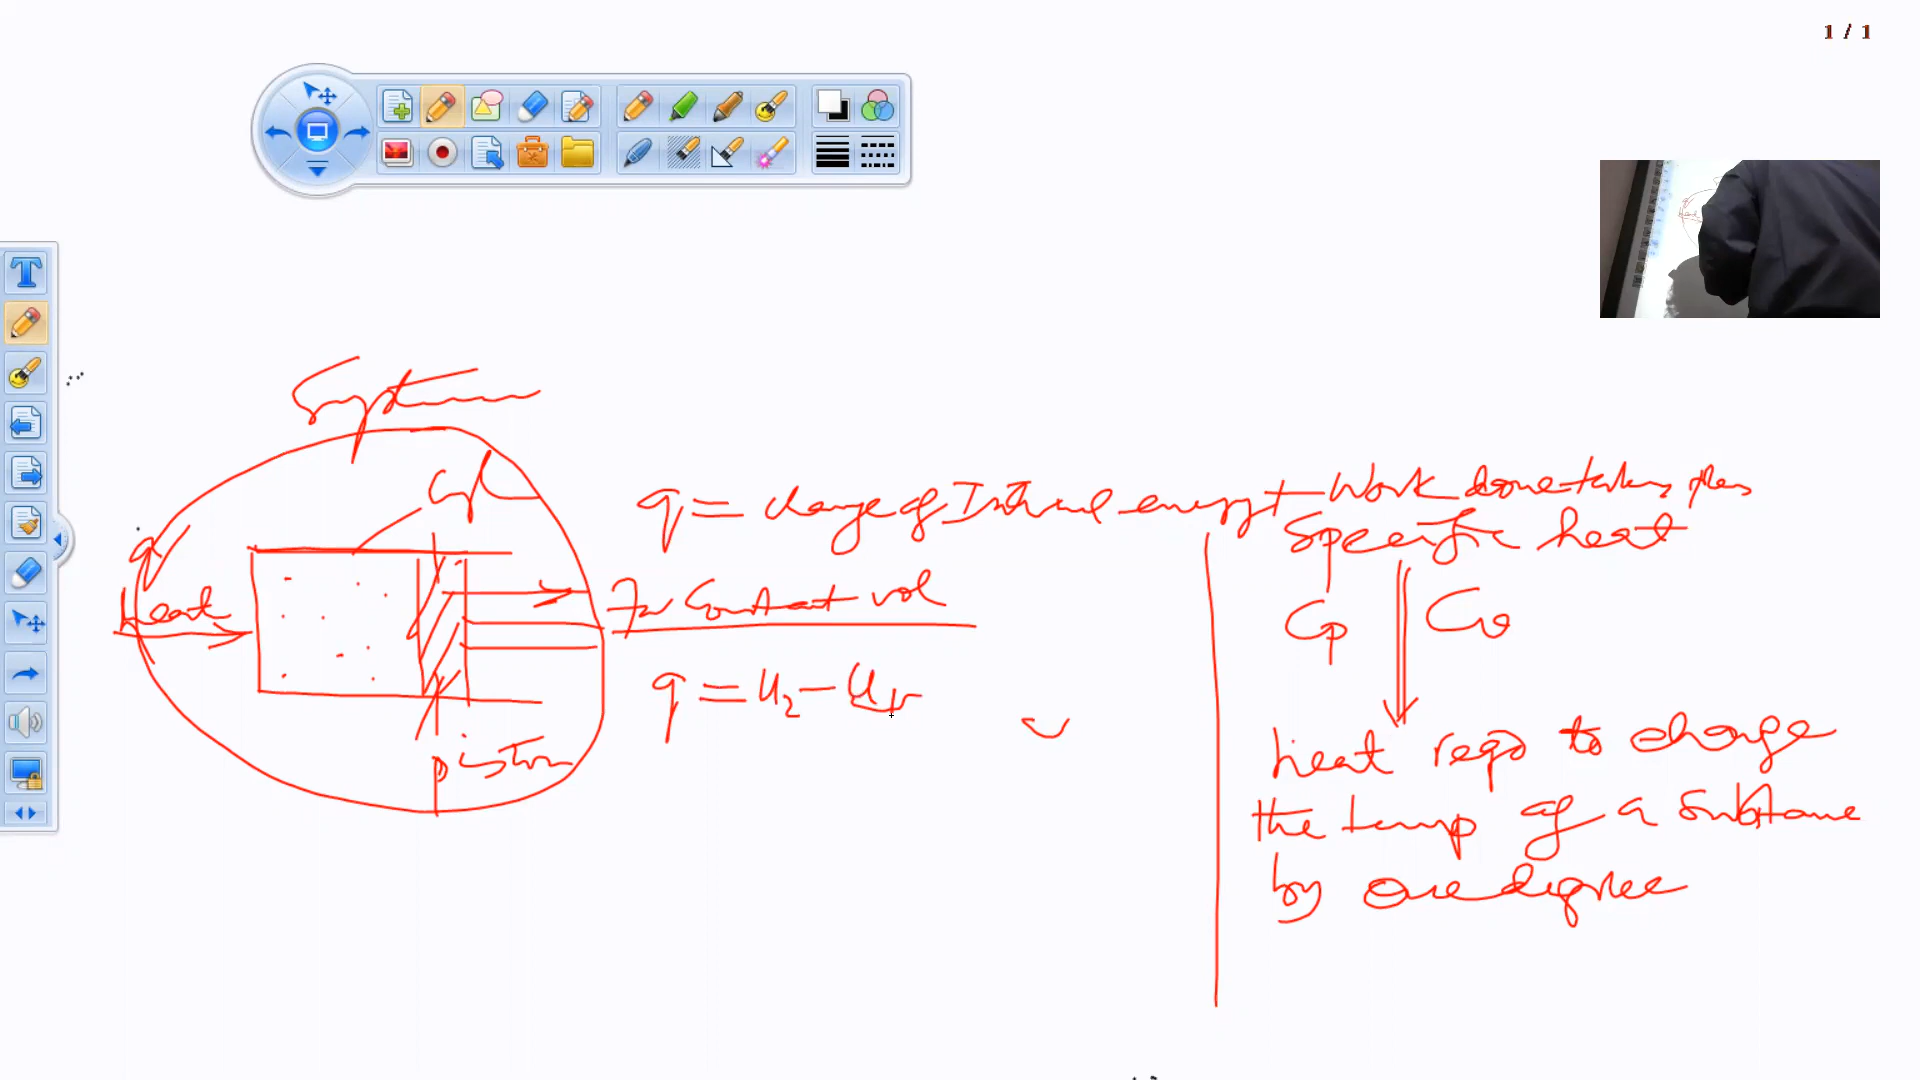 1 / 1
T
System
Cyl
q
heat
piston
q = change of Internal energy + Work done taking place
For Constant vol
q = u₂ - u₁
Specific heat
Cp Cv
heat reqd to change
the temp of a substance
by one degree